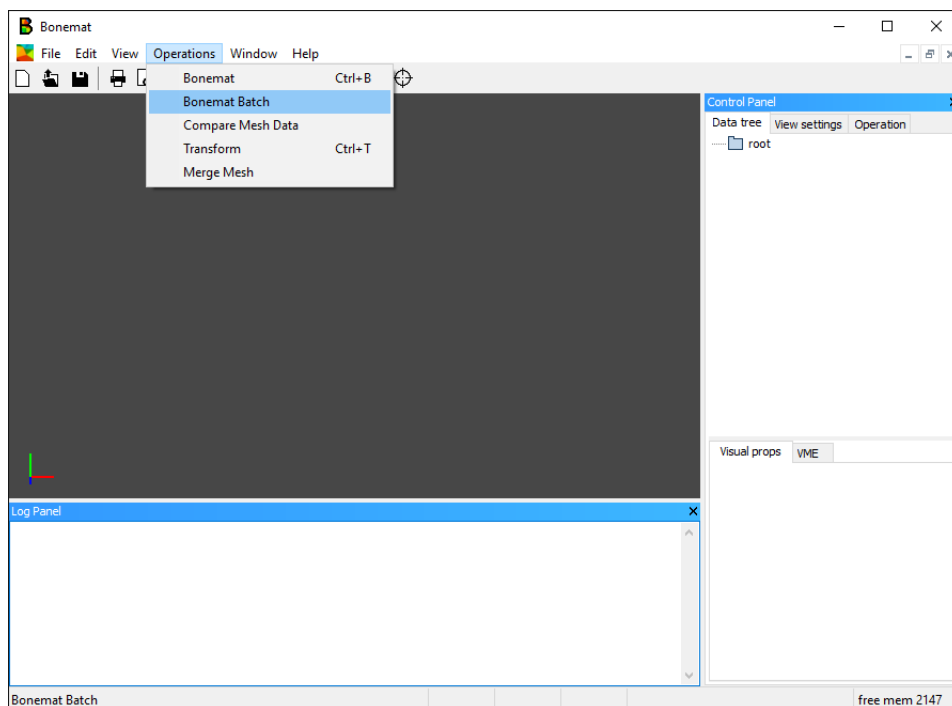 Bonemat
File Edit View Operations Window Help
Bonemat Ctrl+B
Bonemat Batch
Compare Mesh Data
Transform Ctrl+T
Merge Mesh
Control Panel
Data tree View settings Operation
root
Visual props VME
Log Panel
Bonemat Batch free mem 2147